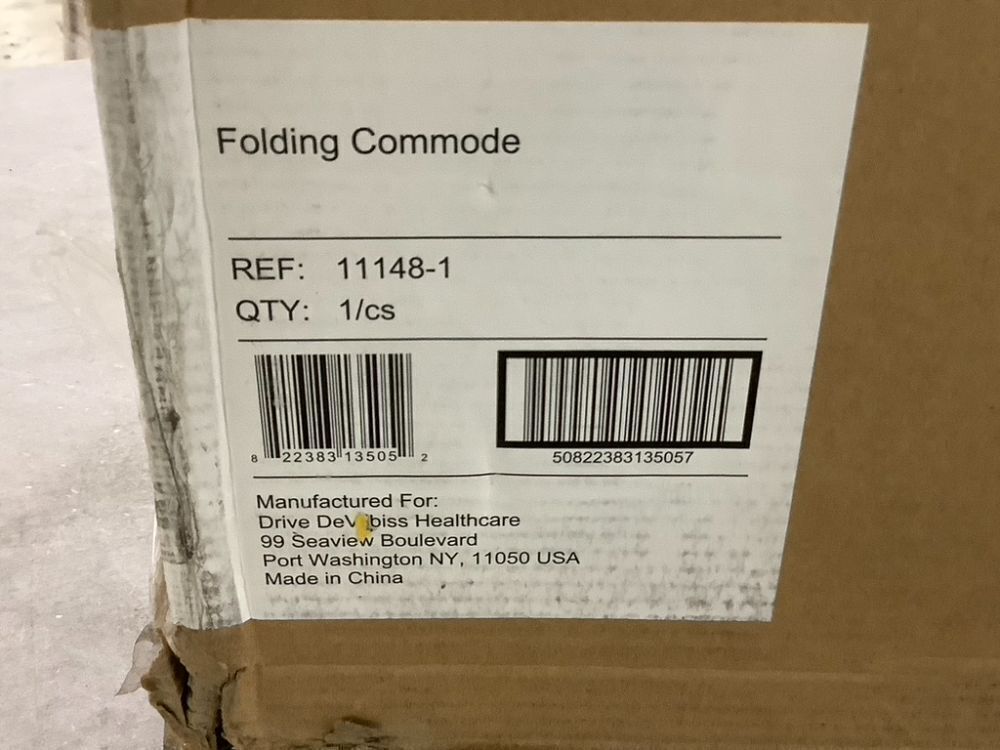 Folding Commode
REF: 11148-1
QTY: 1/cs
8 22383 13505 2
50822383135057
Manufactured For:
Drive DeVilbiss Healthcare
99 Seaview Boulevard
Port Washington NY, 11050 USA
Made in China